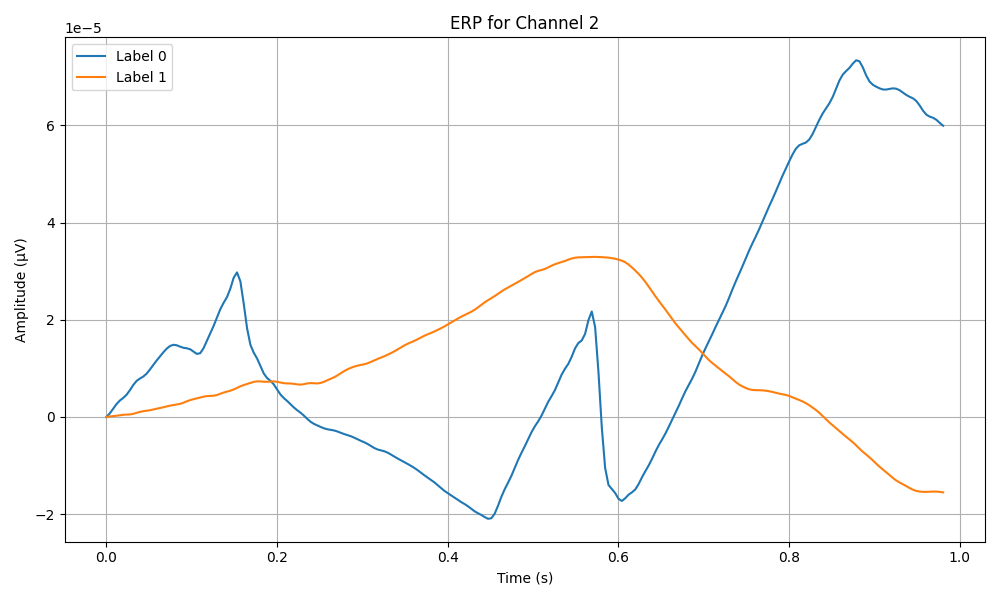 ERP for Channel 2
1e−5
Label 0
Label 1
6
4
2
0
−2
Amplitude (µV)
0.0 0.2 0.4 0.6 0.8 1.0
Time (s)